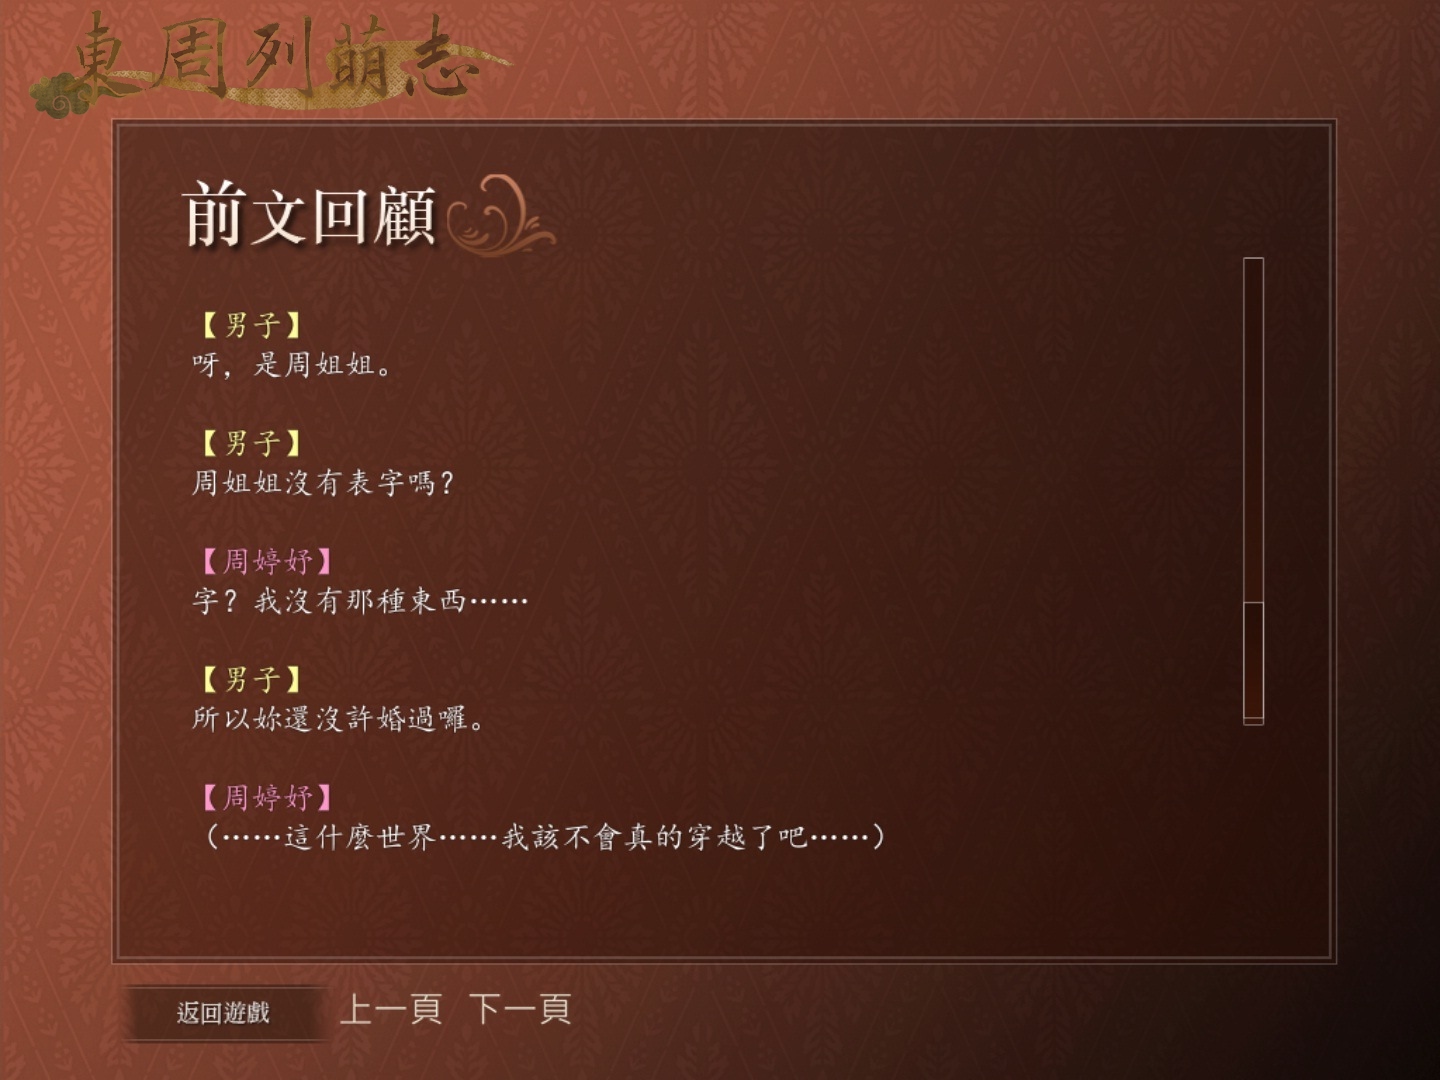 東周列萌志
前文回顧
【男子】
呀，是周姐姐。
【男子】
周姐姐沒有表字嗎？
【周婷妤】
字？我沒有那種東西……
【男子】
所以妳還沒許婚過囉。
【周婷妤】
（……這什麼世界……我該不會真的穿越了吧……）
返回遊戲 上一頁 下一頁